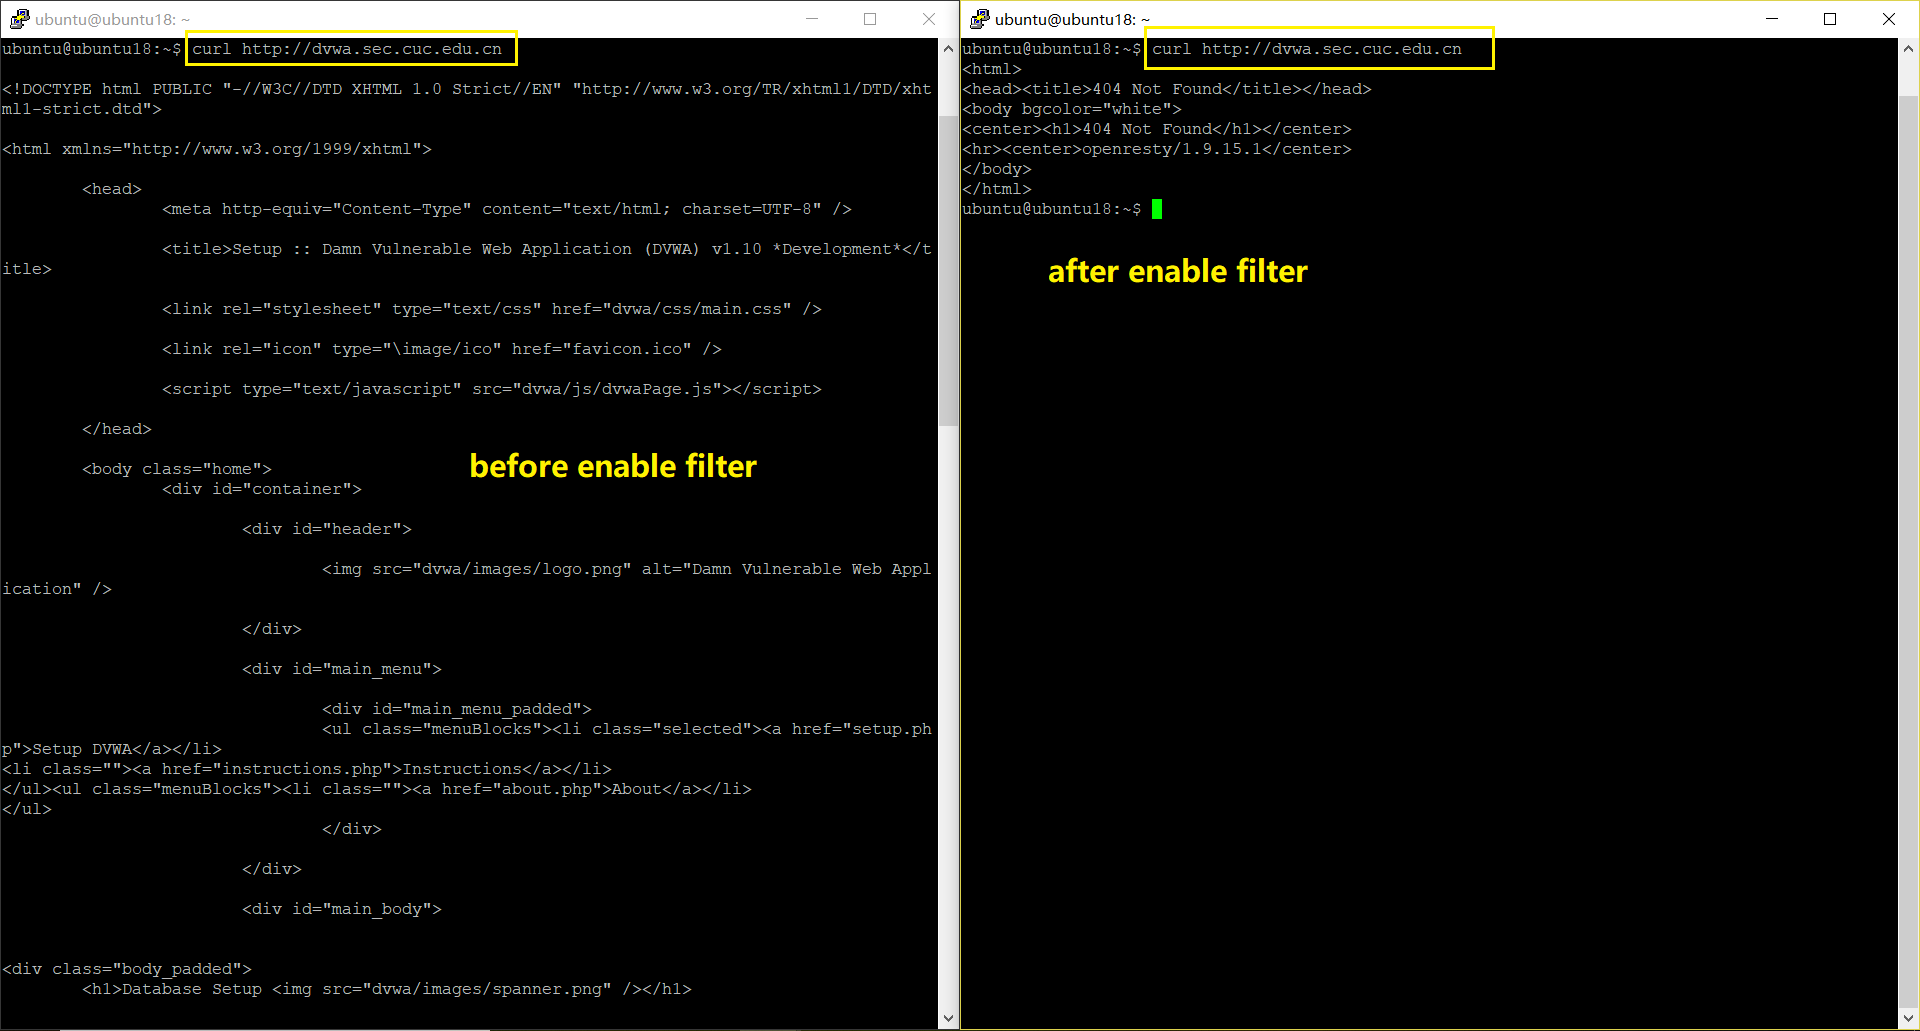 ubuntu@ubuntu18: ~
ubuntu@ubuntu18:~$ curl http://dvwa.sec.cuc.edu.cn
<!DOCTYPE html PUBLIC "-//W3C//DTD XHTML 1.0 Strict//EN" "http://www.w3.org/TR/xhtml1/DTD/xht
ml1-strict.dtd">
<html xmlns="http://www.w3.org/1999/xhtml">
<head>
<meta http-equiv="Content-Type" content="text/html; charset=UTF-8" />
<title>Setup :: Damn Vulnerable Web Application (DVWA) v1.10 *Development*</t
itle>
<link rel="stylesheet" type="text/css" href="dvwa/css/main.css" />
<link rel="icon" type="\image/ico" href="favicon.ico" />
<script type="text/javascript" src="dvwa/js/dvwaPage.js"></script>
</head>
<body class="home">
before enable filter
<div id="container">
<div id="header">
<img src="dvwa/images/logo.png" alt="Damn Vulnerable Web Appl
ication" />
</div>
<div id="main_menu">
<div id="main_menu_padded">
<ul class="menuBlocks"><li class="selected"><a href="setup.ph
p">Setup DVWA</a></li>
<li class=""><a href="instructions.php">Instructions</a></li>
</ul><ul class="menuBlocks"><li class=""><a href="about.php">About</a></li>
</ul>
</div>
</div>
<div id="main_body">
<div class="body_padded">
<h1>Database Setup <img src="dvwa/images/spanner.png" /></h1>
ubuntu@ubuntu18: ~
ubuntu@ubuntu18:~$ curl http://dvwa.sec.cuc.edu.cn
<html>
<head><title>404 Not Found</title></head>
<body bgcolor="white">
<center><h1>404 Not Found</h1></center>
<hr><center>openresty/1.9.15.1</center>
</body>
</html>
ubuntu@ubuntu18:~$
after enable filter